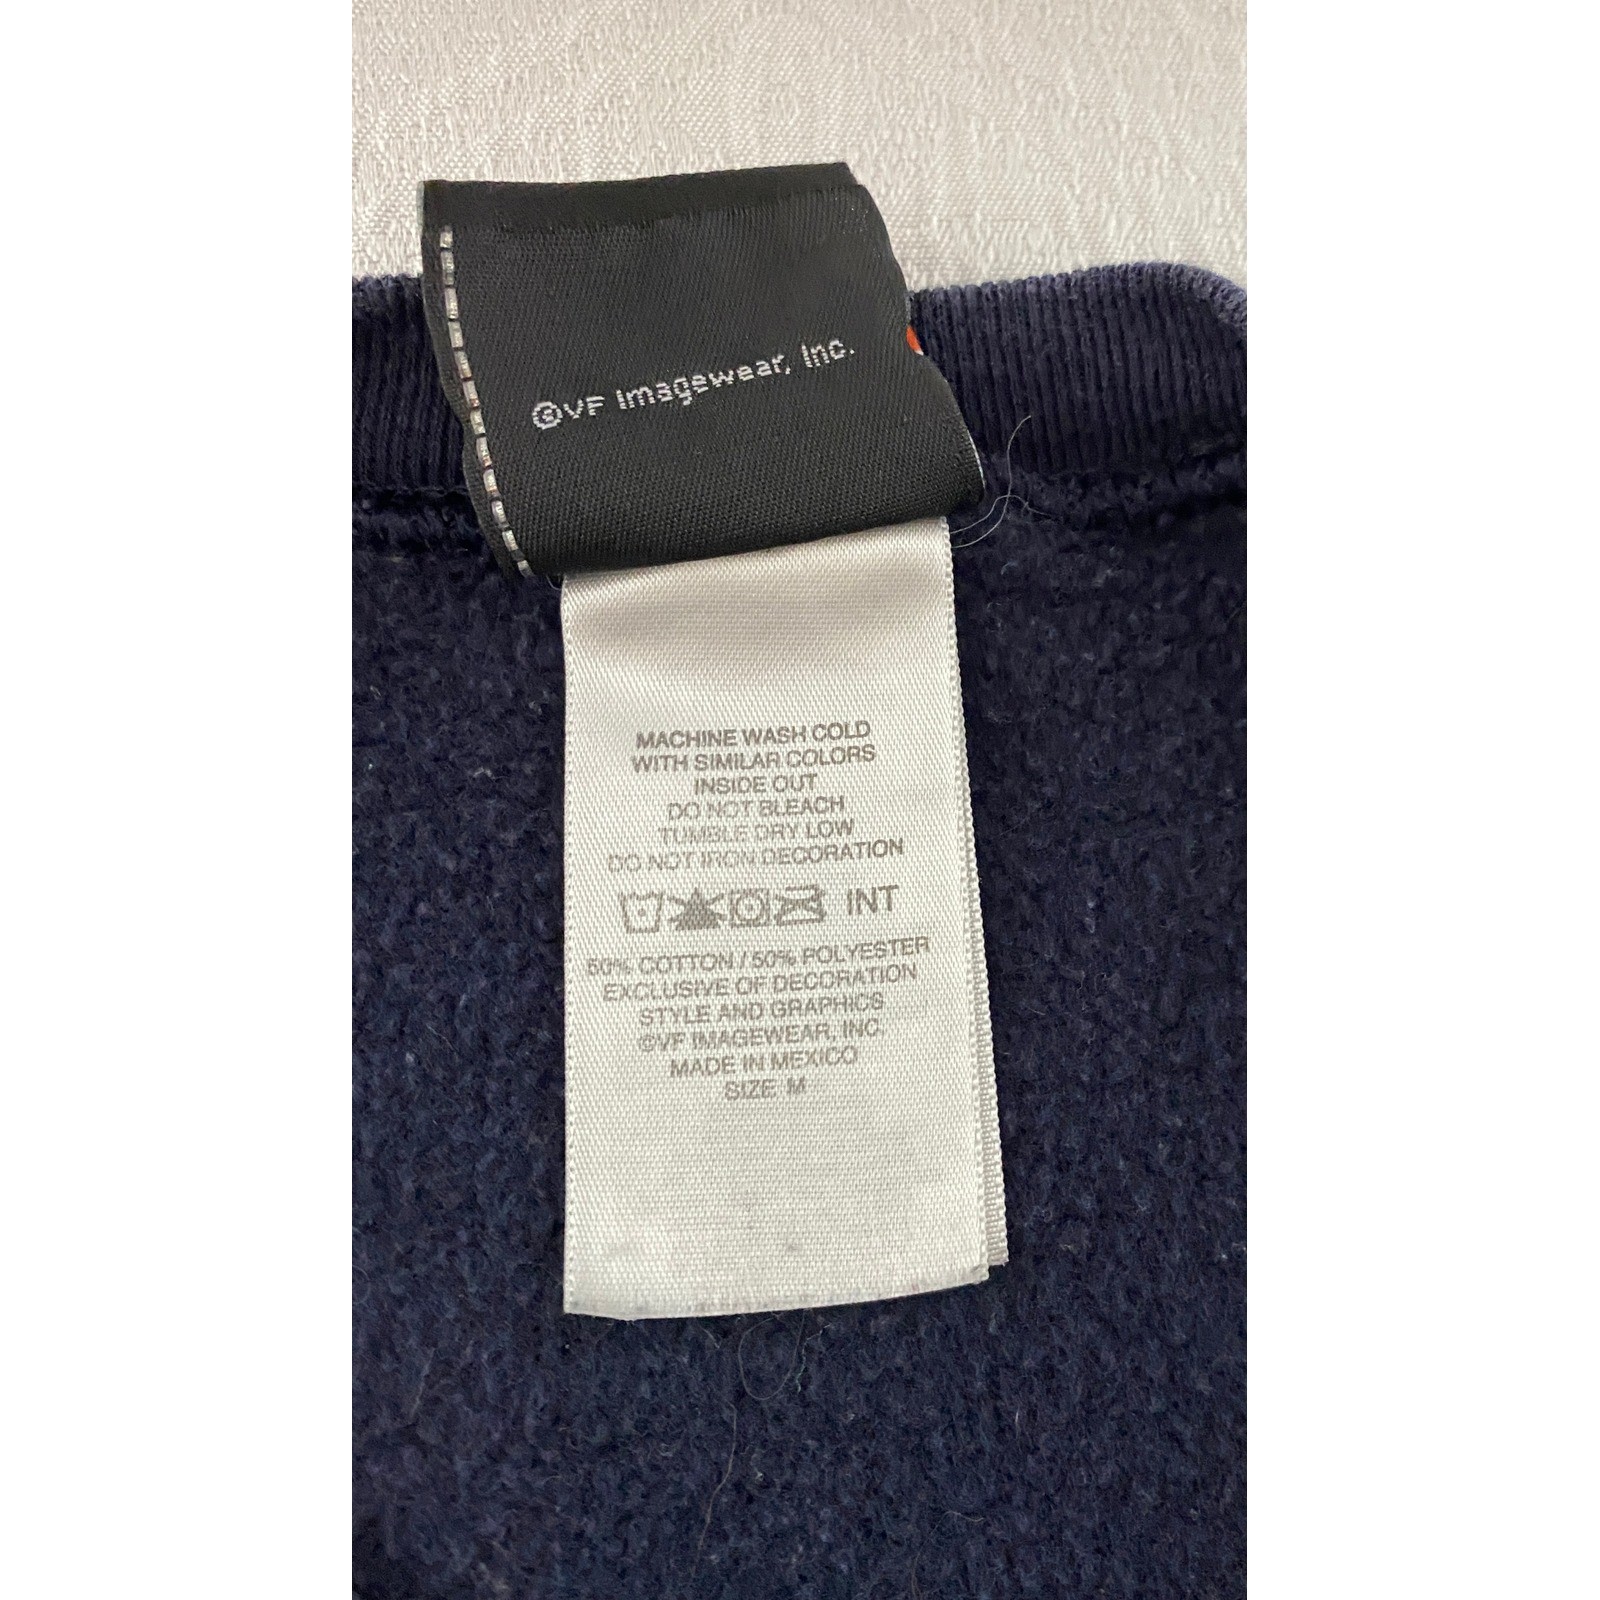 ©VF Imagewear, Inc.
MACHINE WASH COLD
WITH SIMILAR COLORS
INSIDE OUT
DO NOT BLEACH
TUMBLE DRY LOW
DO NOT IRON DECORATION
INT
50% COTTON / 50% POLYESTER
EXCLUSIVE OF DECORATION
STYLE AND GRAPHICS
©VF IMAGEWEAR, INC.
MADE IN MEXICO
SIZE M